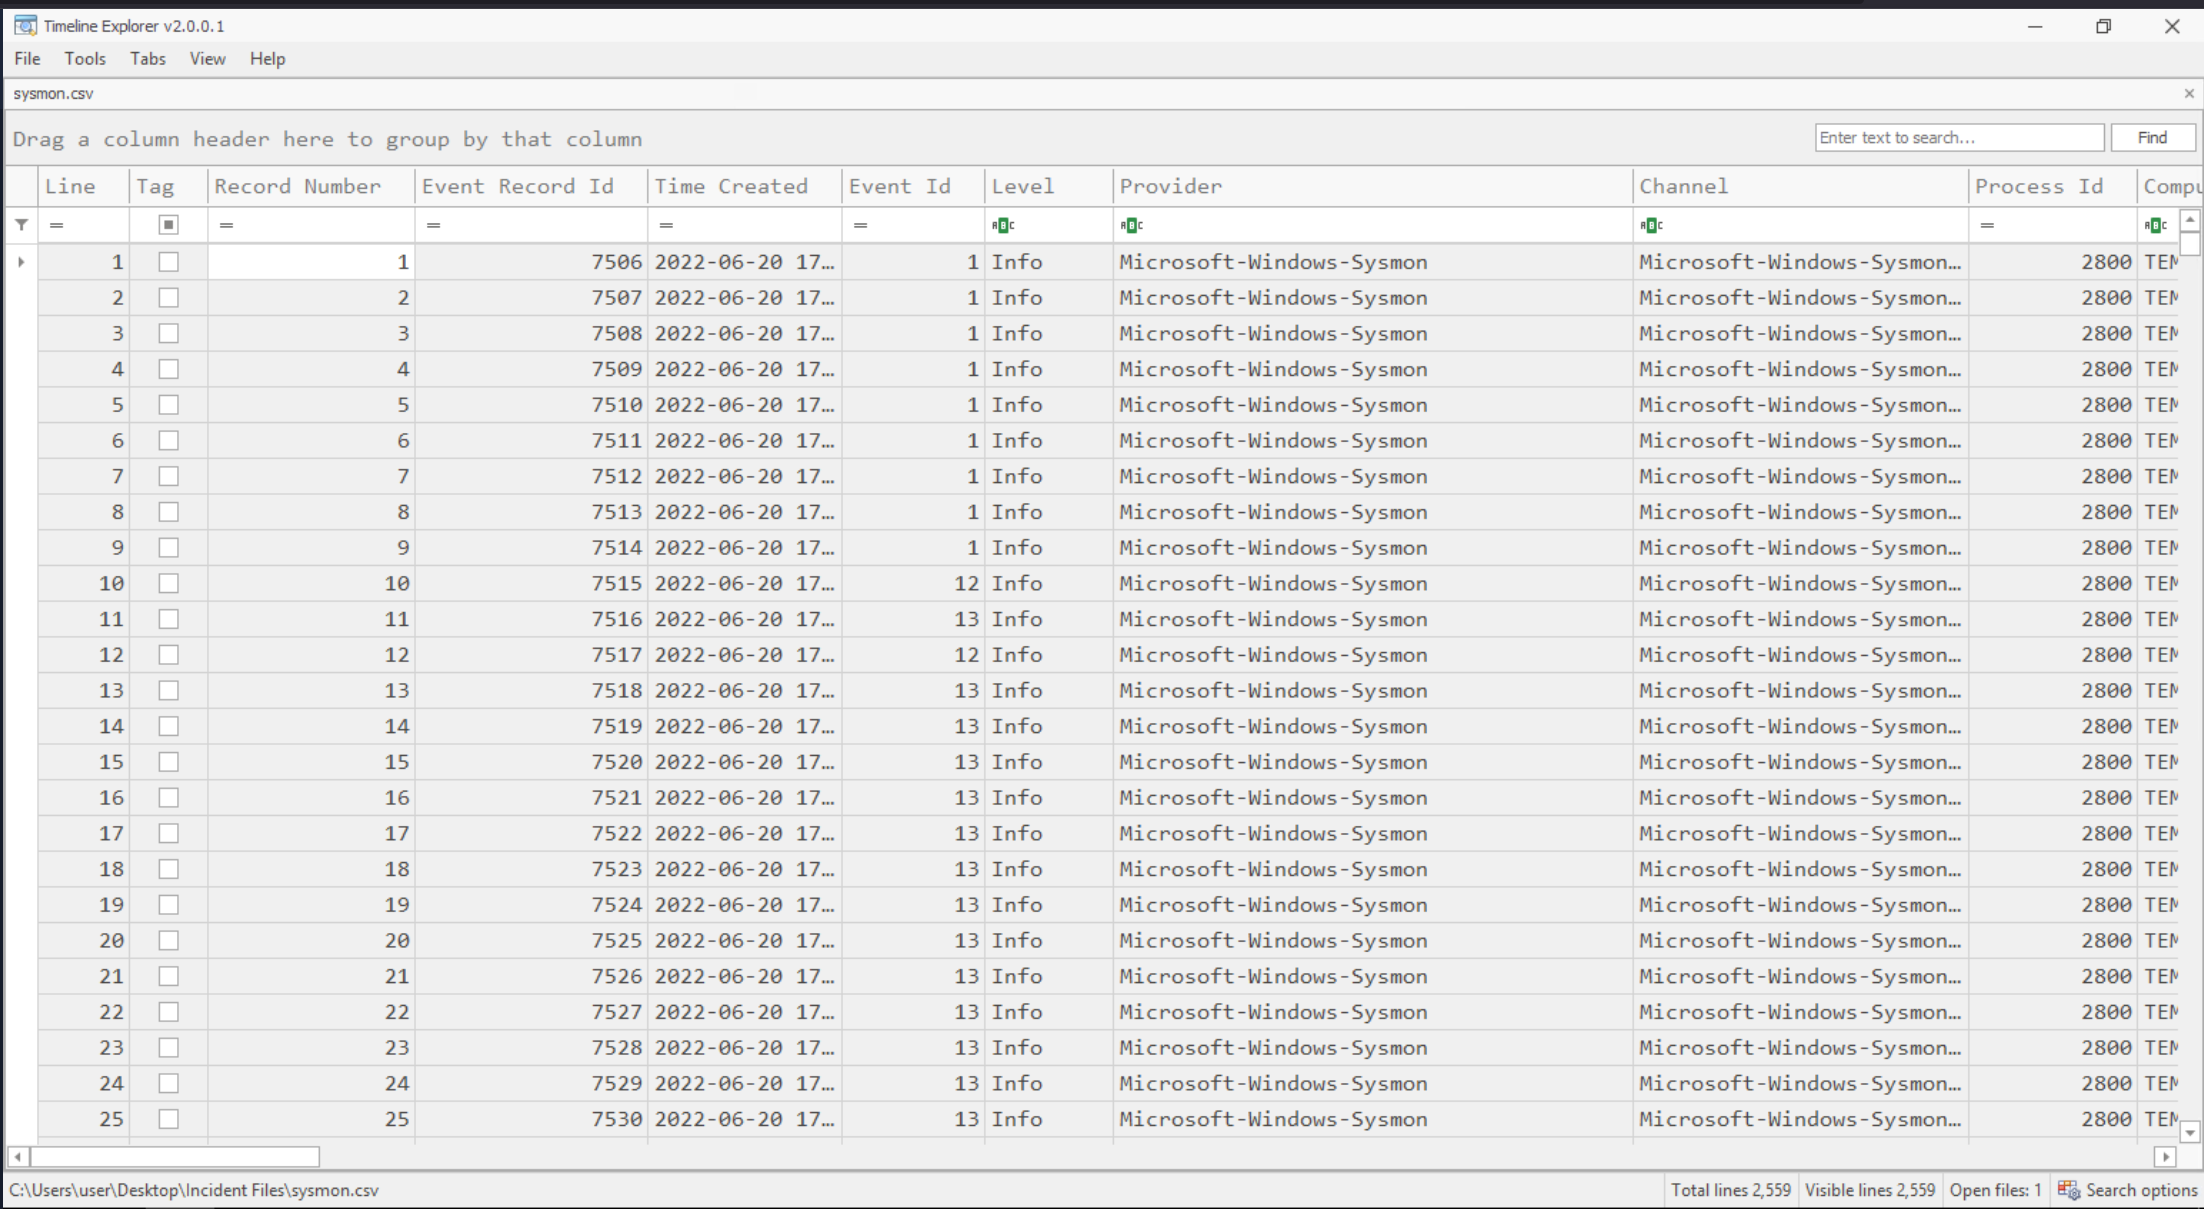 Timeline Explorer v2.0.0.1
File Tools Tabs View Help
sysmon.csv
Drag a column header here to group by that column
Enter text to search... Find
Line Tag Record Number Event Record Id Time Created Event Id Level Provider Channel Process Id Compu
= = = = = ABC ABC ABC = ABC
1 1 7506 2022-06-20 17… 1 Info Microsoft-Windows-Sysmon Microsoft-Windows-Sysmon… 2800 TEM
2 2 7507 2022-06-20 17… 1 Info Microsoft-Windows-Sysmon Microsoft-Windows-Sysmon… 2800 TEM
3 3 7508 2022-06-20 17… 1 Info Microsoft-Windows-Sysmon Microsoft-Windows-Sysmon… 2800 TEM
4 4 7509 2022-06-20 17… 1 Info Microsoft-Windows-Sysmon Microsoft-Windows-Sysmon… 2800 TEM
5 5 7510 2022-06-20 17… 1 Info Microsoft-Windows-Sysmon Microsoft-Windows-Sysmon… 2800 TEM
6 6 7511 2022-06-20 17… 1 Info Microsoft-Windows-Sysmon Microsoft-Windows-Sysmon… 2800 TEM
7 7 7512 2022-06-20 17… 1 Info Microsoft-Windows-Sysmon Microsoft-Windows-Sysmon… 2800 TEM
8 8 7513 2022-06-20 17… 1 Info Microsoft-Windows-Sysmon Microsoft-Windows-Sysmon… 2800 TEM
9 9 7514 2022-06-20 17… 1 Info Microsoft-Windows-Sysmon Microsoft-Windows-Sysmon… 2800 TEM
10 10 7515 2022-06-20 17… 12 Info Microsoft-Windows-Sysmon Microsoft-Windows-Sysmon… 2800 TEM
11 11 7516 2022-06-20 17… 13 Info Microsoft-Windows-Sysmon Microsoft-Windows-Sysmon… 2800 TEM
12 12 7517 2022-06-20 17… 12 Info Microsoft-Windows-Sysmon Microsoft-Windows-Sysmon… 2800 TEM
13 13 7518 2022-06-20 17… 13 Info Microsoft-Windows-Sysmon Microsoft-Windows-Sysmon… 2800 TEM
14 14 7519 2022-06-20 17… 13 Info Microsoft-Windows-Sysmon Microsoft-Windows-Sysmon… 2800 TEM
15 15 7520 2022-06-20 17… 13 Info Microsoft-Windows-Sysmon Microsoft-Windows-Sysmon… 2800 TEM
16 16 7521 2022-06-20 17… 13 Info Microsoft-Windows-Sysmon Microsoft-Windows-Sysmon… 2800 TEM
17 17 7522 2022-06-20 17… 13 Info Microsoft-Windows-Sysmon Microsoft-Windows-Sysmon… 2800 TEM
18 18 7523 2022-06-20 17… 13 Info Microsoft-Windows-Sysmon Microsoft-Windows-Sysmon… 2800 TEM
19 19 7524 2022-06-20 17… 13 Info Microsoft-Windows-Sysmon Microsoft-Windows-Sysmon… 2800 TEM
20 20 7525 2022-06-20 17… 13 Info Microsoft-Windows-Sysmon Microsoft-Windows-Sysmon… 2800 TEM
21 21 7526 2022-06-20 17… 13 Info Microsoft-Windows-Sysmon Microsoft-Windows-Sysmon… 2800 TEM
22 22 7527 2022-06-20 17… 13 Info Microsoft-Windows-Sysmon Microsoft-Windows-Sysmon… 2800 TEM
23 23 7528 2022-06-20 17… 13 Info Microsoft-Windows-Sysmon Microsoft-Windows-Sysmon… 2800 TEM
24 24 7529 2022-06-20 17… 13 Info Microsoft-Windows-Sysmon Microsoft-Windows-Sysmon… 2800 TEM
25 25 7530 2022-06-20 17… 13 Info Microsoft-Windows-Sysmon Microsoft-Windows-Sysmon… 2800 TEM
C:\Users\user\Desktop\Incident Files\sysmon.csv Total lines 2,559 Visible lines 2,559 Open files: 1 Search options